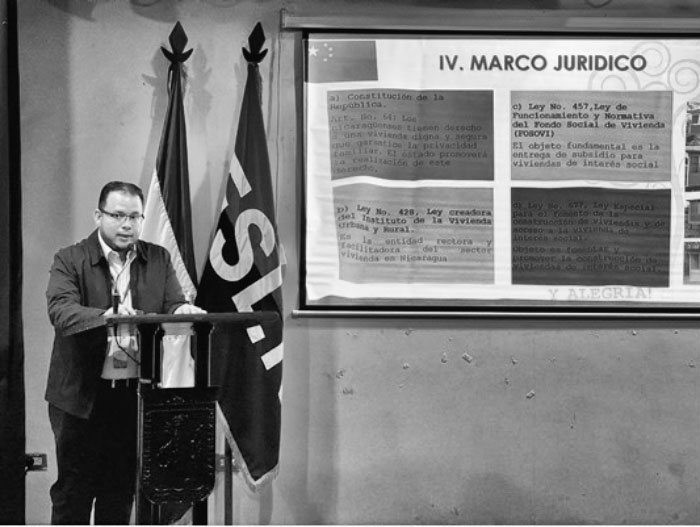 FSL
IV. MARCO JURIDICO
a) Constitución de la
República.
Art. No. 64: Los
nicaragüenses tienen derecho
a una vivienda digna y segura
que garantice la privacidad
familiar. El estado promoverá
la realización de este
derecho.
b) Ley No. 428, Ley creadora
del Instituto de la Vivienda
Urbana y Rural.
Es la entidad rectora y
facilitadora del sector
vivienda en Nicaragua
c) Ley No. 457,Ley de
Funcionamiento y Normativa
del Fondo Social de Vivienda
(FOSOVI)
El objeto fundamental es la
entrega de subsidio para
viviendas de interés social
d) Ley No. 677, Ley Especial
para el fomento de la
construcción de viviendas y de
acceso a la vivienda de
interés social.
Objeto es fomentar y
promover la construcción de
viviendas de interés social
Y ALEGRIA!